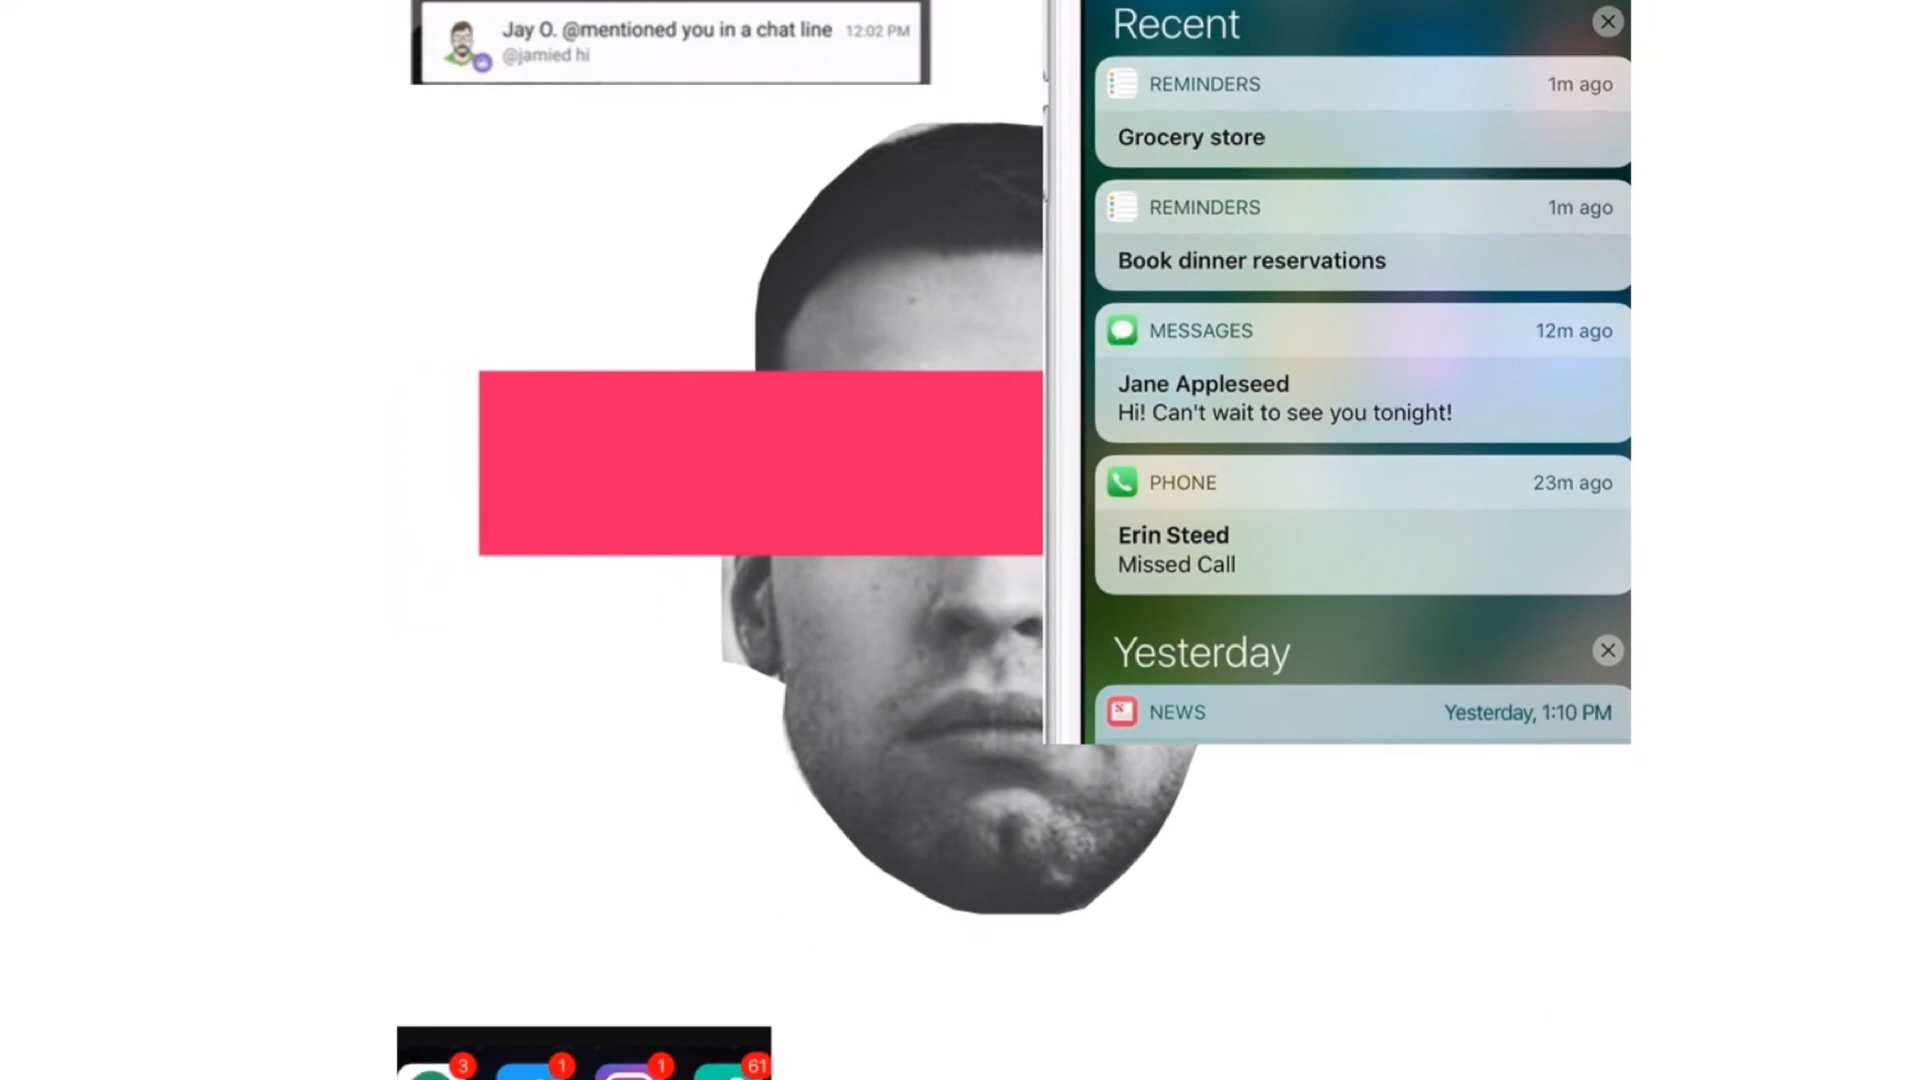 Jay O. @mentioned you in a chat line 12:02 PM
@jamied hi
Recent
REMINDERS 1m ago
Grocery store
REMINDERS 1m ago
Book dinner reservations
MESSAGES 12m ago
Jane Appleseed
Hi! Can't wait to see you tonight!
PHONE 23m ago
Erin Steed
Missed Call
Yesterday
NEWS Yesterday, 1:10 PM
3 1 1 61